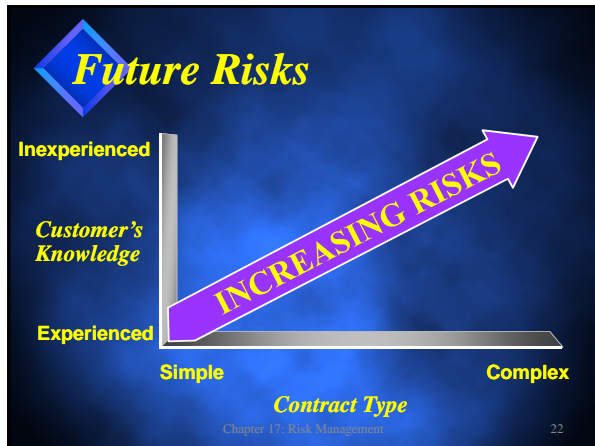 Future Risks
Inexperienced
INCREASING RISKS
Customer's
Knowledge
Experienced
Simple
Complex
Contract Type
Chapter 17: Risk Management
22